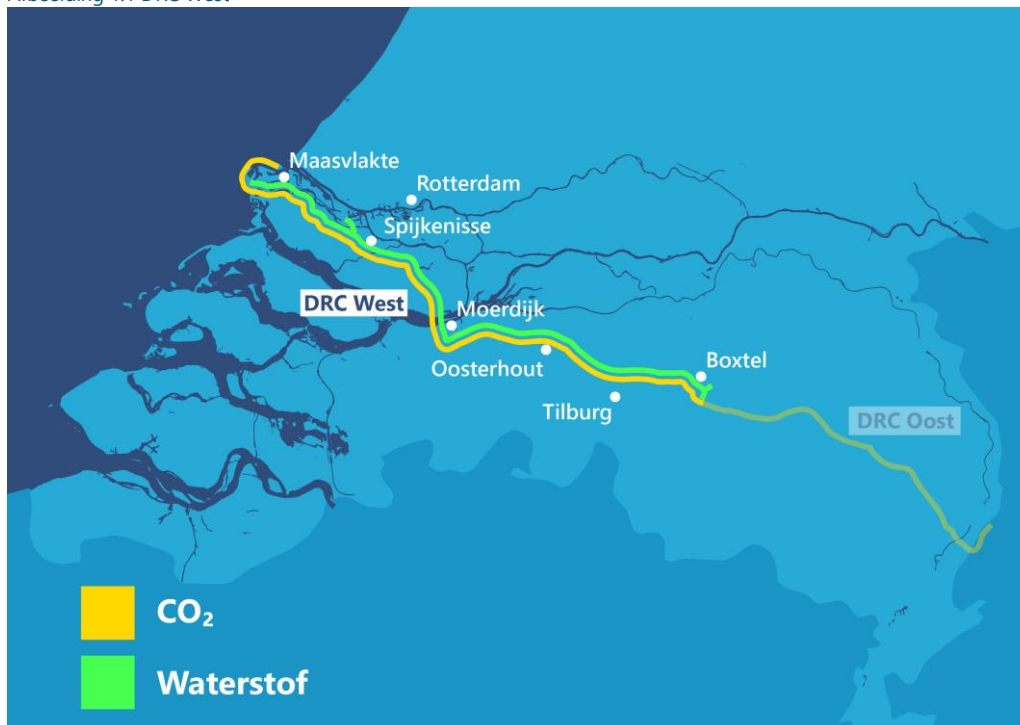 Maasvlakte
Rotterdam
Spijkenisse
DRC West
Moerdijk
Oosterhout
Boxtel
Tilburg
DRC Oost
CO₂
Waterstof